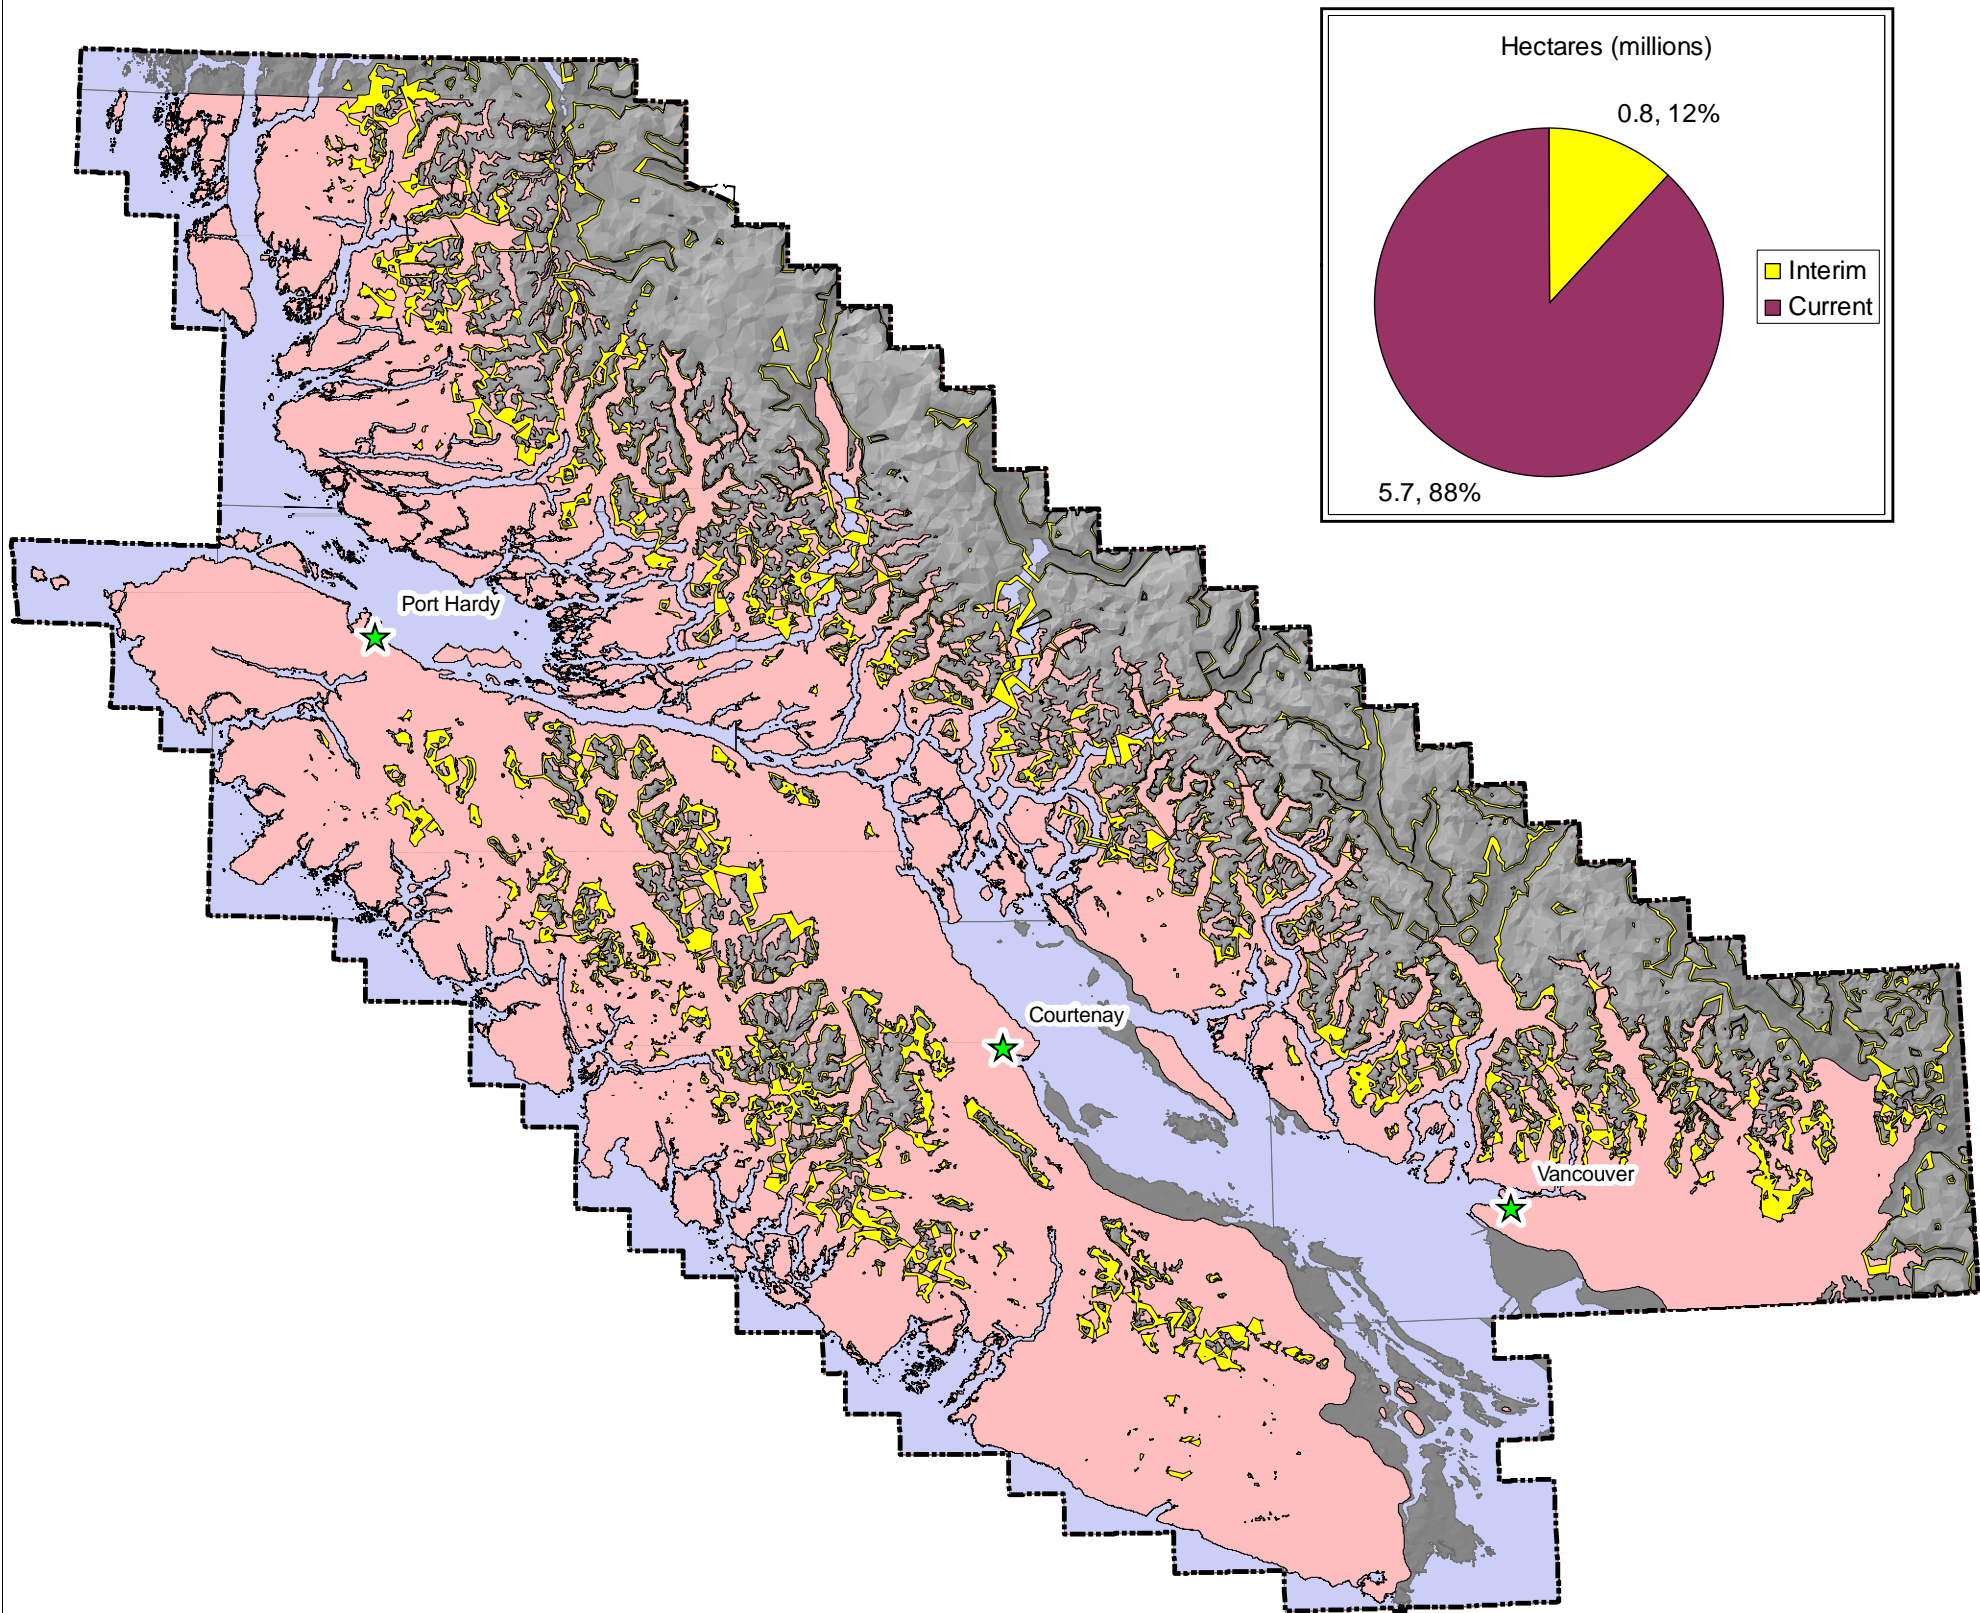 Hectares (millions)
0.8, 12%
Interim
Current
5.7, 88%
Port Hardy
Courtenay
Vancouver